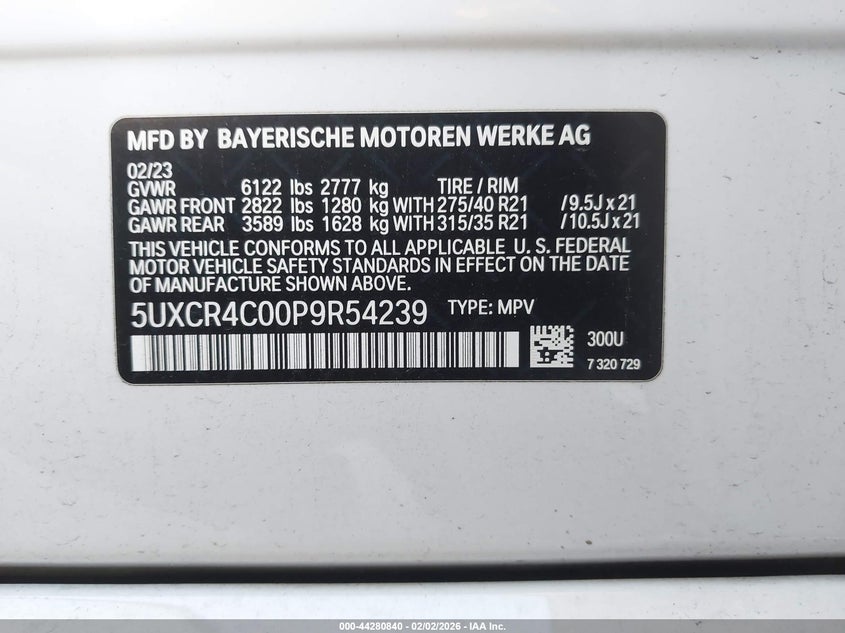 MFD BY BAYERISCHE MOTOREN WERKE AG
02/23
GVWR 6122 lbs 2777 kg TIRE / RIM
GAWR FRONT 2822 lbs 1280 kg WITH 275/40 R21 /9.5J x 21
GAWR REAR 3589 lbs 1628 kg WITH 315/35 R21 /10.5J x 21
THIS VEHICLE CONFORMS TO ALL APPLICABLE U. S. FEDERAL
MOTOR VEHICLE SAFETY STANDARDS IN EFFECT ON THE DATE
OF MANUFACTURE SHOWN ABOVE.
5UXCR4C00P9R54239 TYPE: MPV
300U
7 320 729
000-44280840 | 02/02/2026 - IAA Inc.